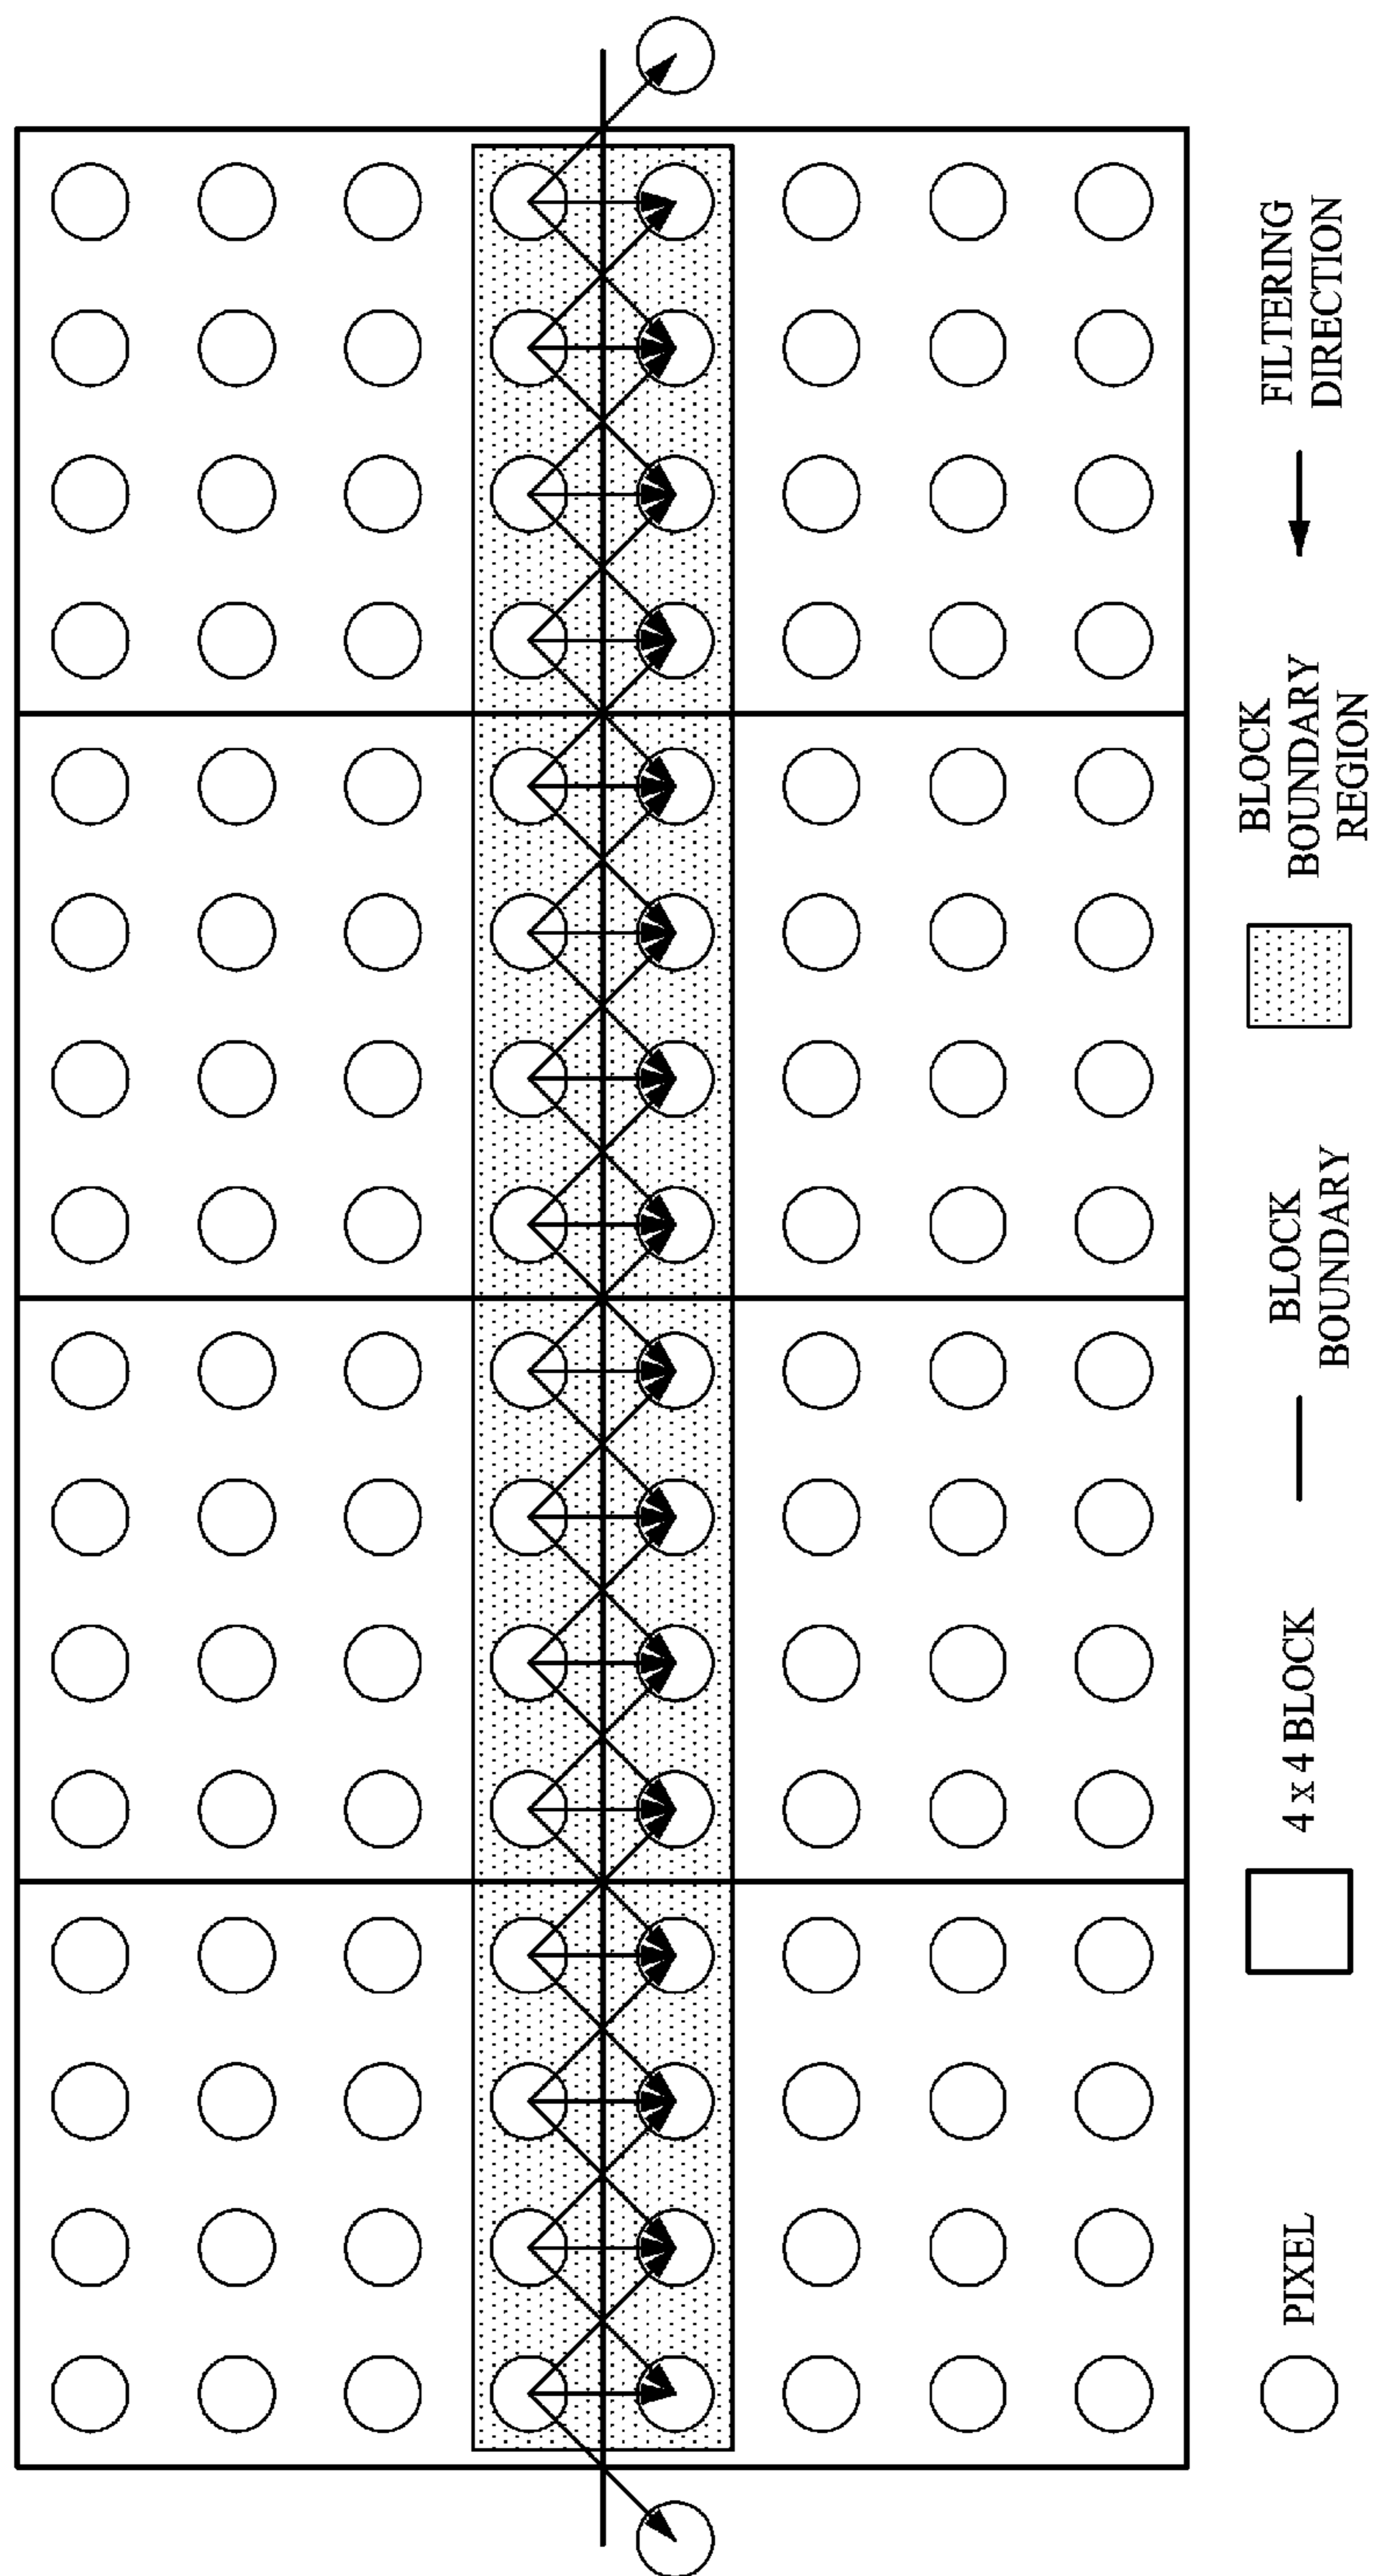 PIXEL
4 x 4 BLOCK
BLOCK
BOUNDARY
BLOCK
BOUNDARY
REGION
FILTERING
DIRECTION